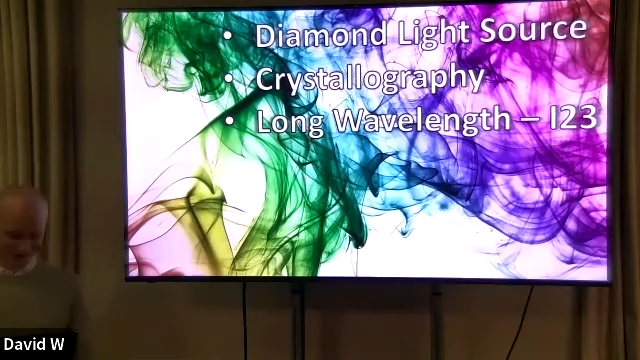 • Diamond Light Source
• Crystallography
• Long Wavelength – I23
David W